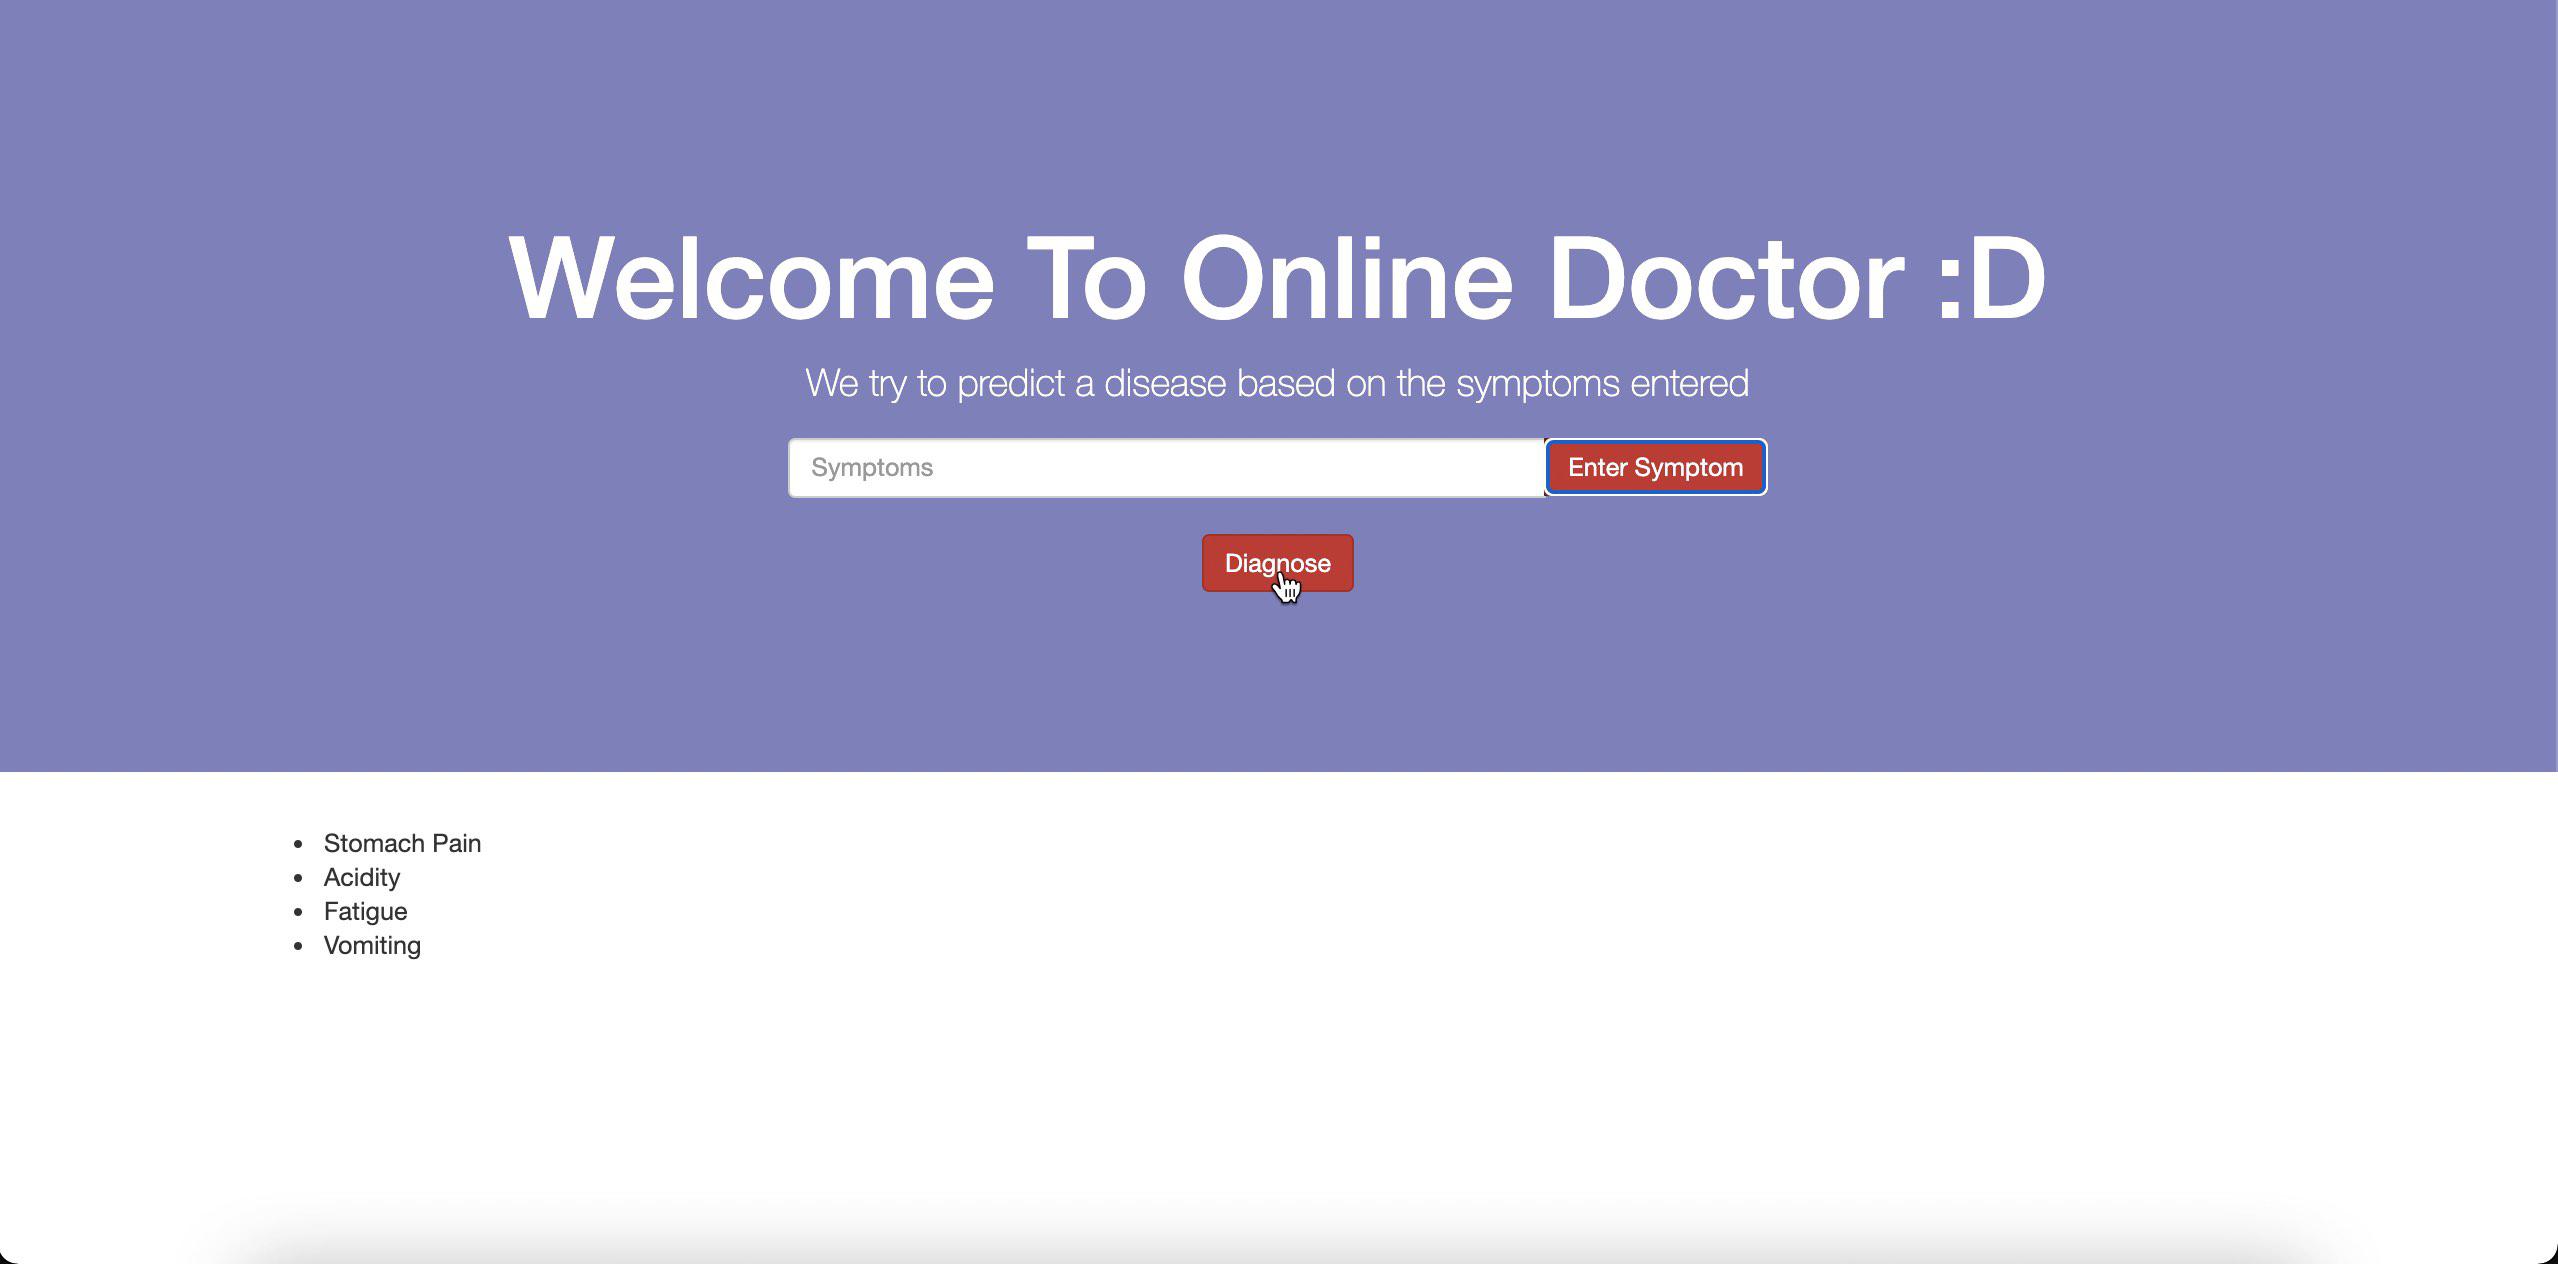 Welcome To Online Doctor :D
We try to predict a disease based on the symptoms entered
Symptoms Enter Symptom
Diagnose
Stomach Pain
Acidity
Fatigue
Vomiting